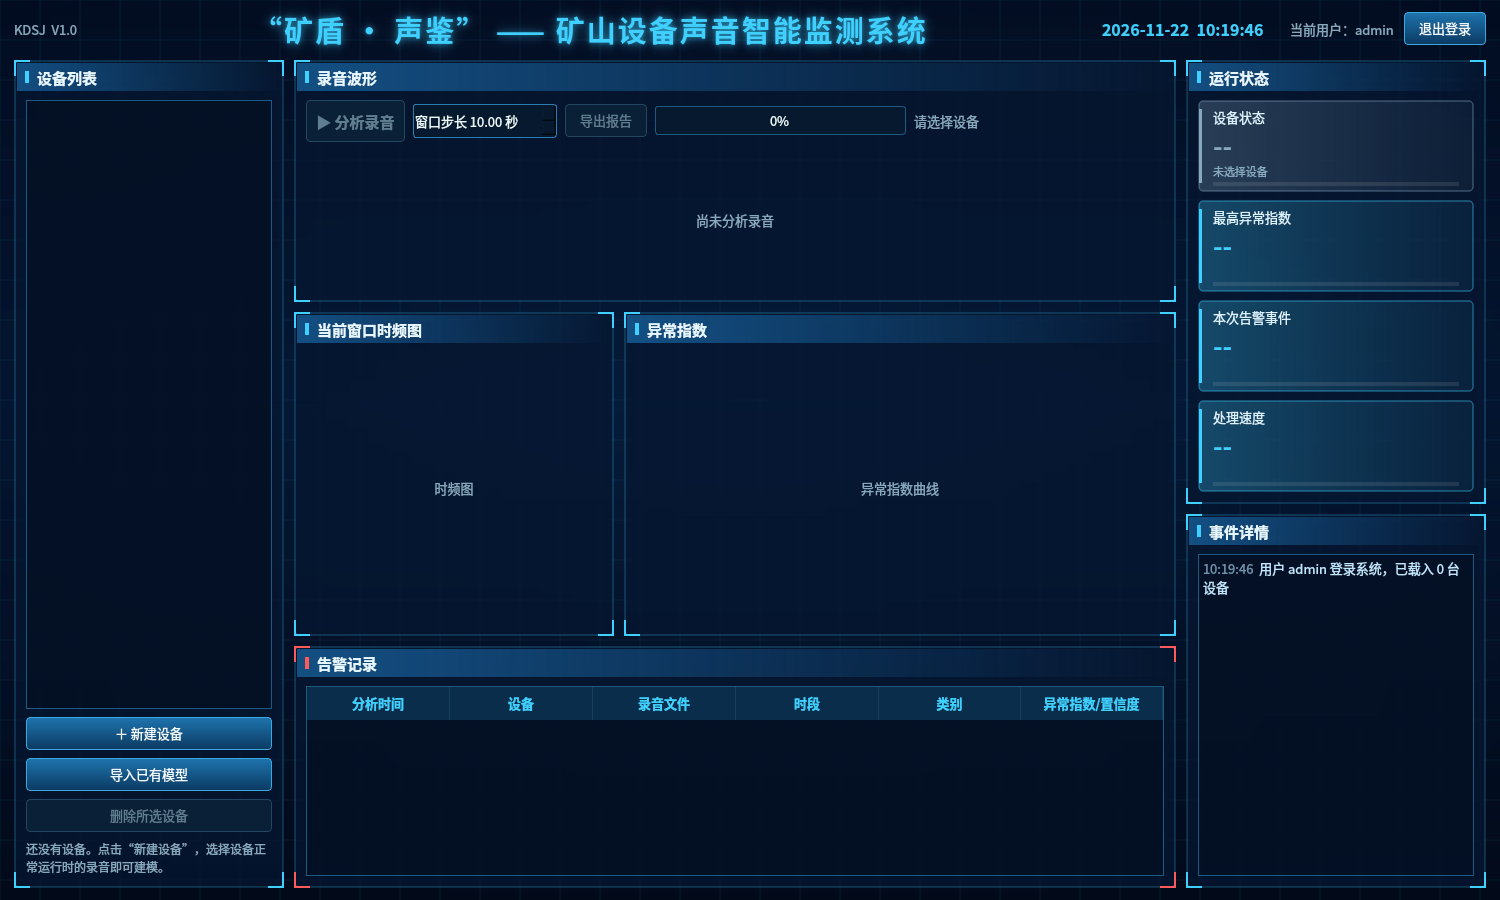 KDSJ V1.0
“矿盾 · 声鉴” —— 矿山设备声音智能监测系统
2026-11-22 10:19:46
当前用户：admin
退出登录
设备列表
＋ 新建设备
导入已有模型
删除所选设备
还没有设备。点击“新建设备”，选择设备正
常运行时的录音即可建模。
录音波形
▶ 分析录音
窗口步长 10.00 秒
导出报告
0%
请选择设备
尚未分析录音
当前窗口时频图
时频图
异常指数
异常指数曲线
告警记录
分析时间 设备 录音文件 时段 类别 异常指数/置信度
运行状态
设备状态
--
未选择设备
最高异常指数
--
本次告警事件
--
处理速度
--
事件详情
10:19:46 用户 admin 登录系统，已载入 0 台
设备